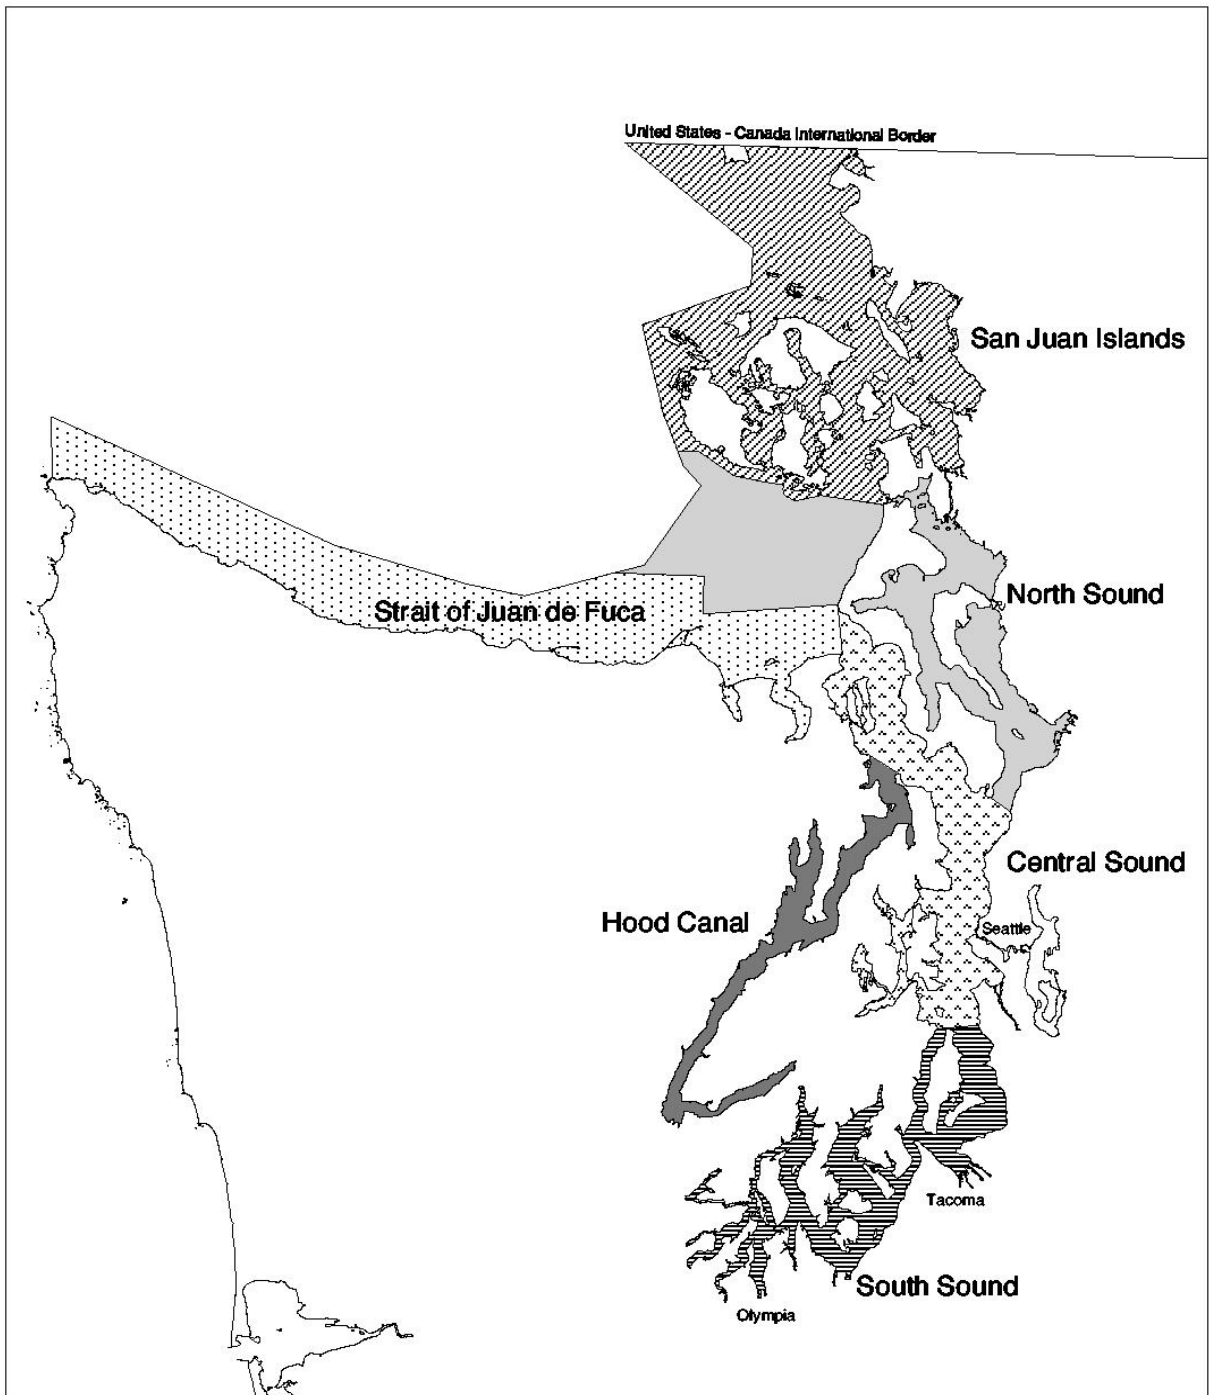 United States - Canada International Border
San Juan Islands
North Sound
Strait of Juan de Fuca
Central Sound
Hood Canal
Seattle
Tacoma
South Sound
Olympia